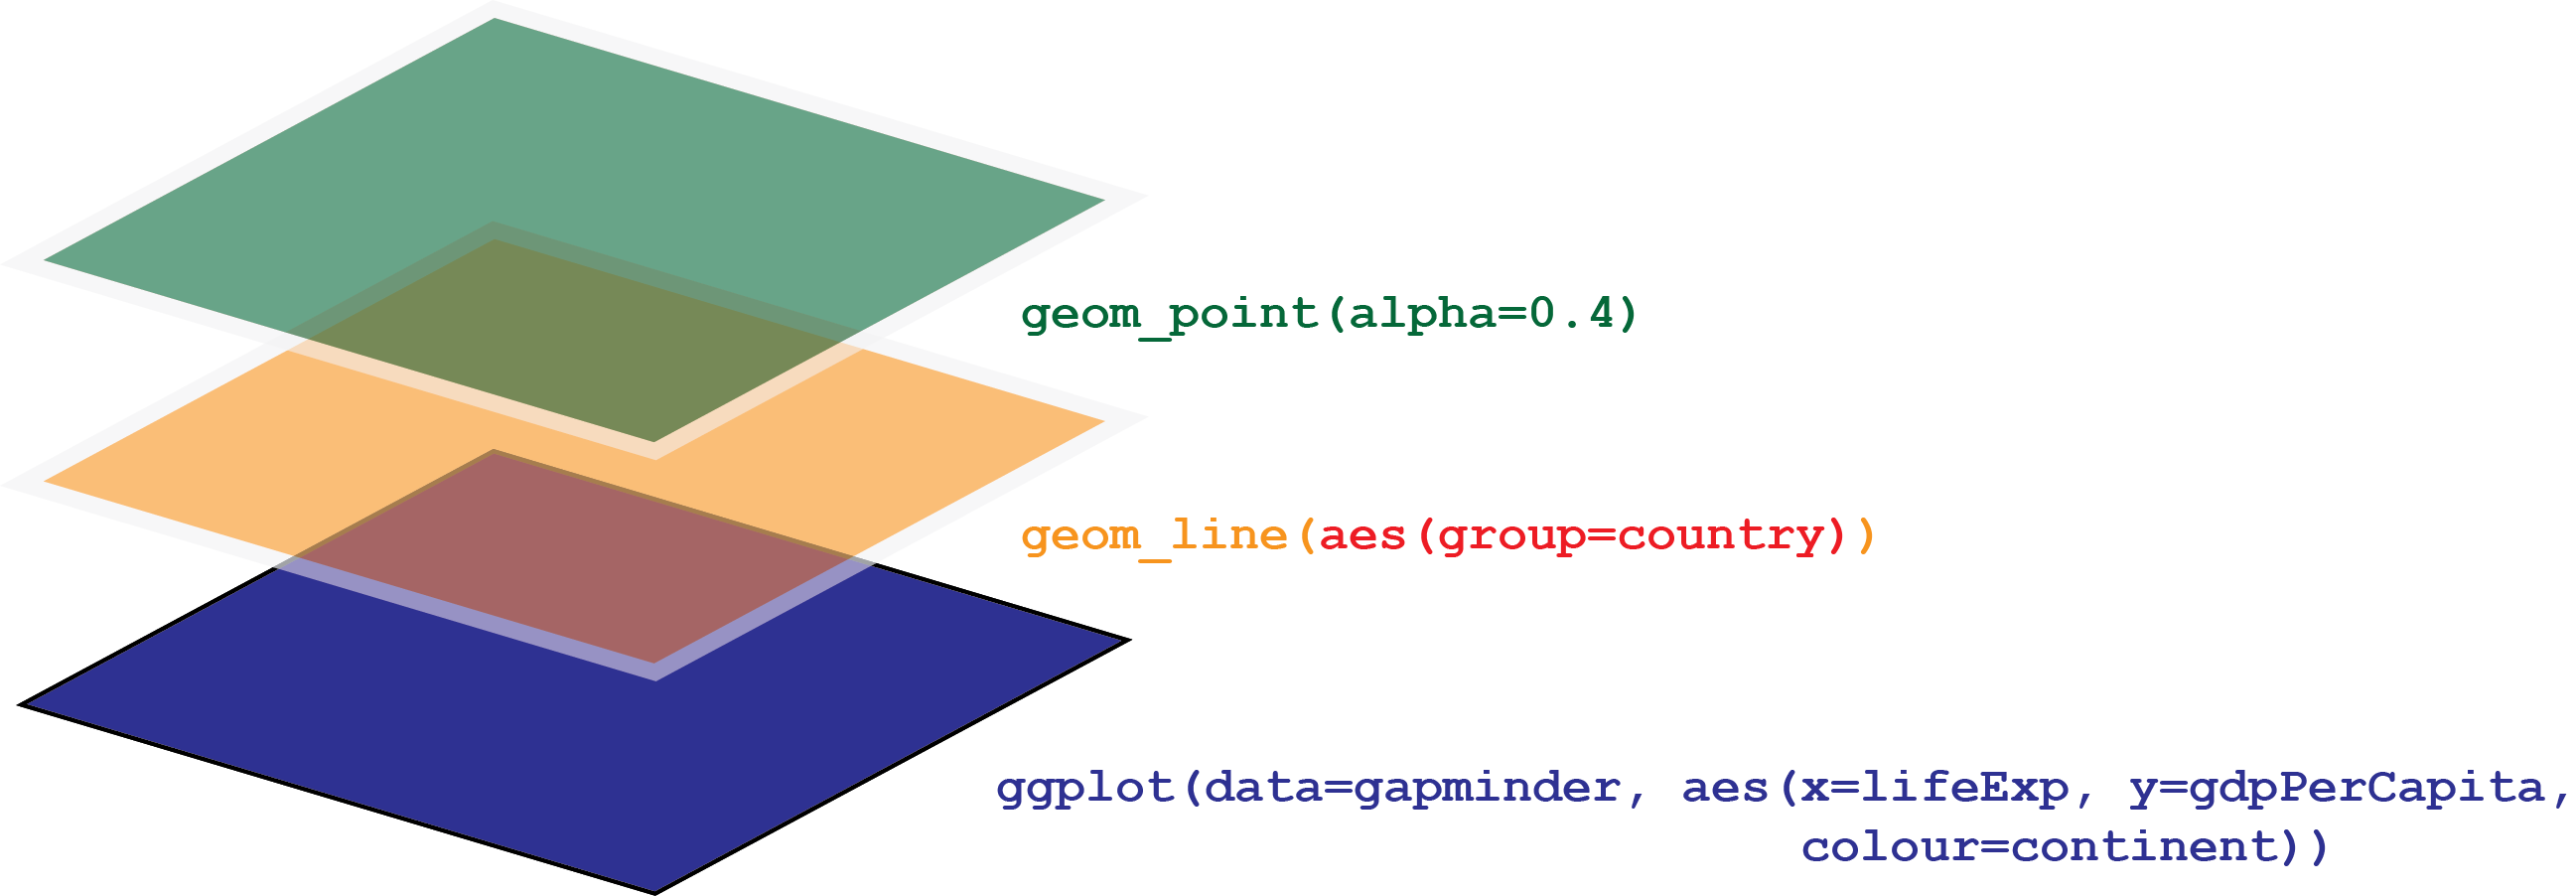 geom_point(alpha=0.4)
geom_line(aes(group=country))
ggplot(data=gapminder, aes(x=lifeExp, y=gdpPerCapita,
colour=continent))